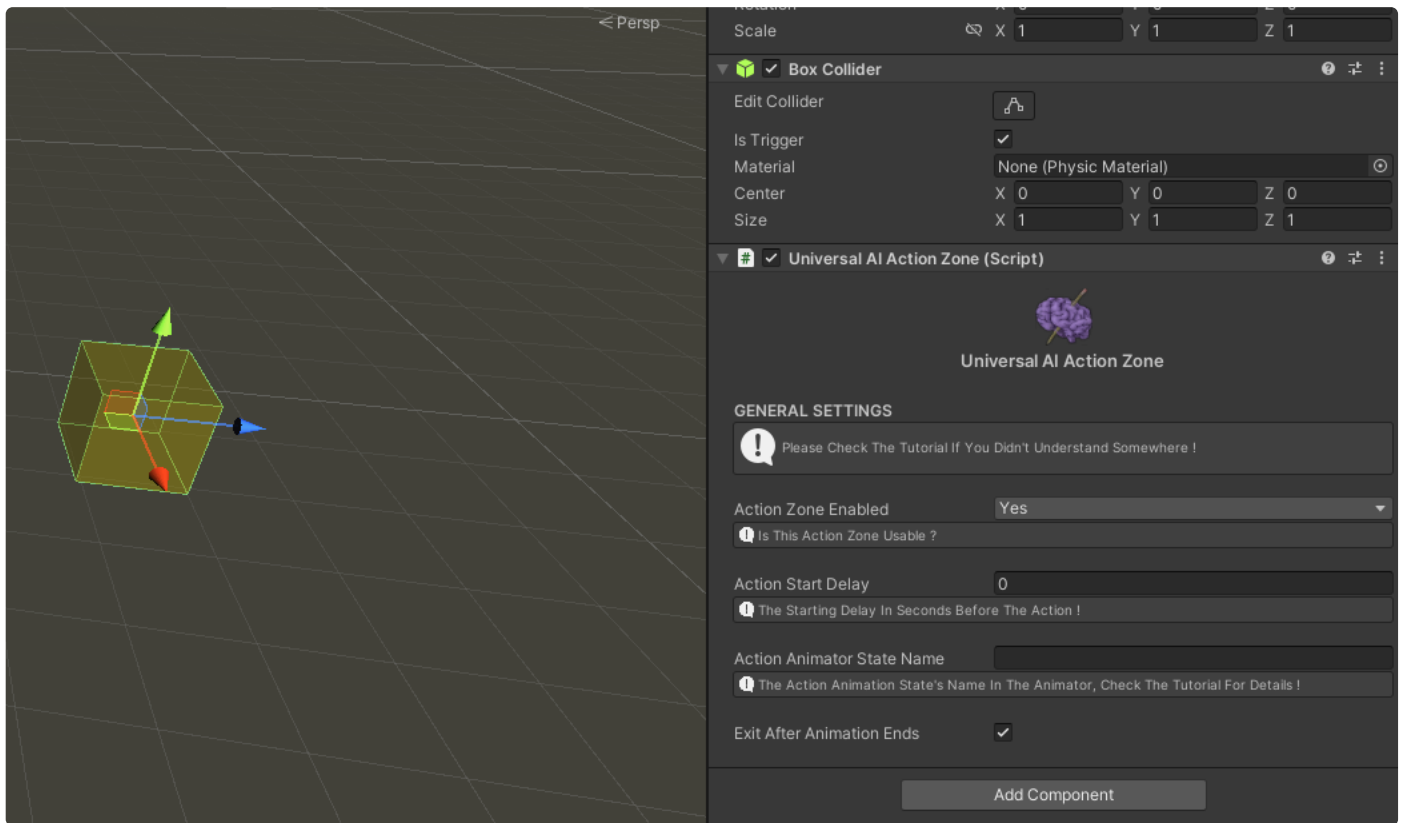 Persp
Rotation X 0 Y 0 Z 0
Scale X 1 Y 1 Z 1
Box Collider
Edit Collider
Is Trigger
Material None (Physic Material)
Center X 0 Y 0 Z 0
Size X 1 Y 1 Z 1
# Universal AI Action Zone (Script)
Universal AI Action Zone
GENERAL SETTINGS
Please Check The Tutorial If You Didn't Understand Somewhere !
Action Zone Enabled Yes
Is This Action Zone Usable ?
Action Start Delay 0
The Starting Delay In Seconds Before The Action !
Action Animator State Name
The Action Animation State's Name In The Animator, Check The Tutorial For Details !
Exit After Animation Ends
Add Component